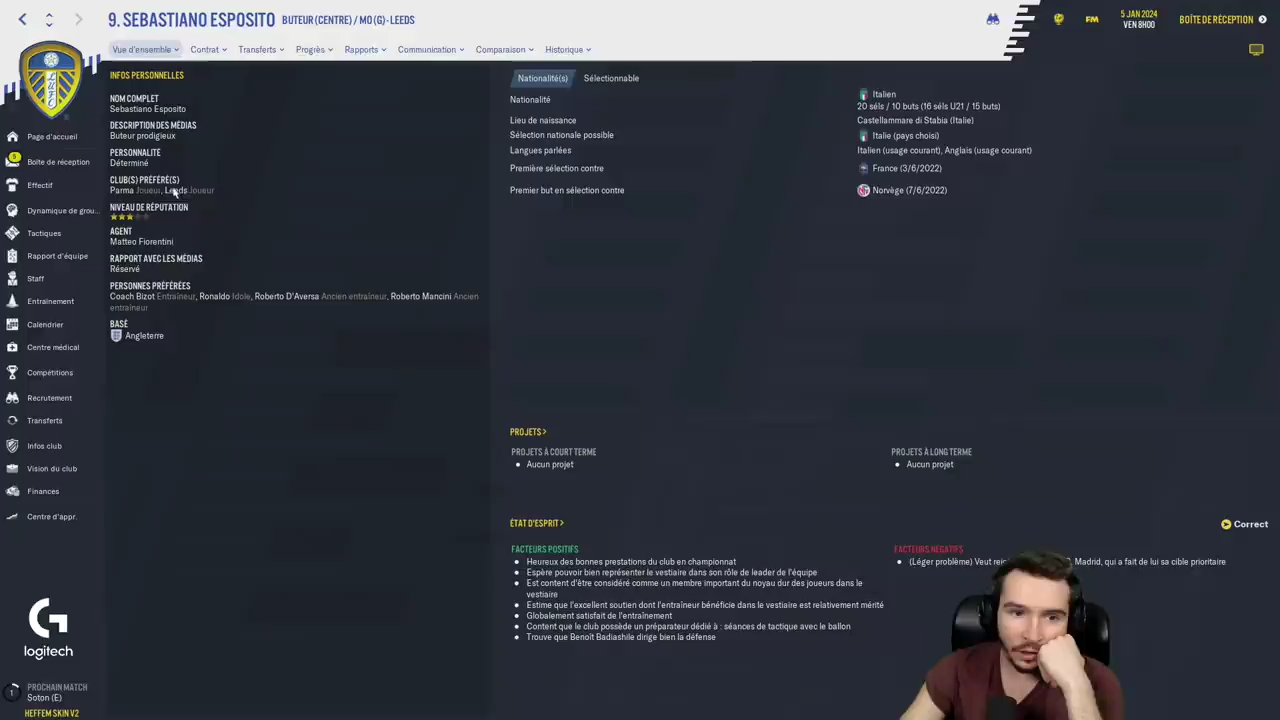 9. SEBASTIANO ESPOSITO BUTEUR (CENTRE) / MO (G) - LEEDS
FM
5 JAN 2024
VEN 8H00
BOÎTE DE RÉCEPTION
Vue d'ensemble Contrat Transferts Progrès Rapports Communication Comparaison Historique
Page d'accueil
5
Boîte de réception
Effectif
Dynamique de grou...
Tactiques
Rapport d'équipe
Staff
Entraînement
Calendrier
Centre médical
Compétitions
Recrutement
Transferts
Infos club
Vision du club
Finances
Centre d'appr.
logitech
1
PROCHAIN MATCH
Soton (E)
HEFFEM SKIN V2
INFOS PERSONNELLES
NOM COMPLET
Sebastiano Esposito
DESCRIPTION DES MÉDIAS
Buteur prodigieux
PERSONNALITÉ
Déterminé
CLUB(S) PRÉFÉRÉ(S)
Parma Joueur, Leeds Joueur
NIVEAU DE RÉPUTATION
AGENT
Matteo Fiorentini
RAPPORT AVEC LES MÉDIAS
Réservé
PERSONNES PRÉFÉRÉES
Coach Bizot Entraîneur, Ronaldo Idole, Roberto D'Aversa Ancien entraîneur, Roberto Mancini Ancien
entraîneur
BASÉ
Angleterre
Nationalité(s) Sélectionnable
Nationalité
Italien
20 séls / 10 buts (16 séls U21 / 15 buts)
Lieu de naissance Castellammare di Stabia (Italie)
Sélection nationale possible Italie (pays choisi)
Langues parlées Italien (usage courant), Anglais (usage courant)
Première sélection contre France (3/6/2022)
Premier but en sélection contre Norvège (7/6/2022)
PROJETS >
PROJETS À COURT TERME
• Aucun projet
PROJETS À LONG TERME
• Aucun projet
ÉTAT D'ESPRIT >
Correct
FACTEURS POSITIFS
• Heureux des bonnes prestations du club en championnat
• Espère pouvoir bien représenter le vestiaire dans son rôle de leader de l'équipe
• Est content d'être considéré comme un membre important du noyau dur des joueurs dans le
vestiaire
• Estime que l'excellent soutien dont l'entraîneur bénéficie dans le vestiaire est relativement mérité
• Globalement satisfait de l'entraînement
• Content que le club possède un préparateur dédié à : séances de tactique avec le ballon
• Trouve que Benoît Badiashile dirige bien la défense
FACTEURS NÉGATIFS
• (Léger problème) Veut Madrid, qui a fait de lui sa cible prioritaire